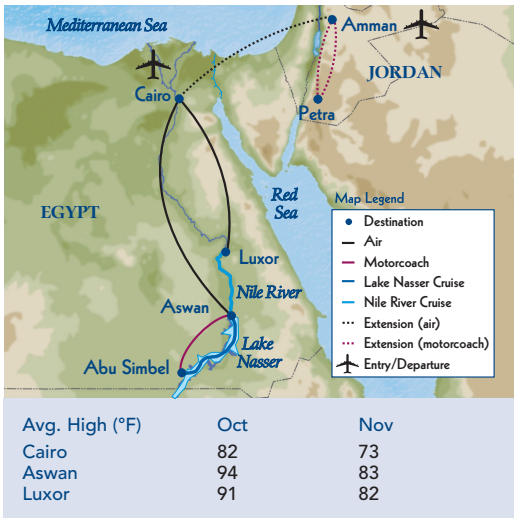 Mediterranean Sea
Amman
JORDAN
Cairo
Petra
Red
Sea
EGYPT
Luxor
Nile River
Aswan
Lake
Nasser
Abu Simbel
Map Legend
Destination
Air
Motorcoach
Lake Nasser Cruise
Nile River Cruise
Extension (air)
Extension (motorcoach)
Entry/Departure
Avg. High (°F) Oct Nov
Cairo 82 73
Aswan 94 83
Luxor 91 82